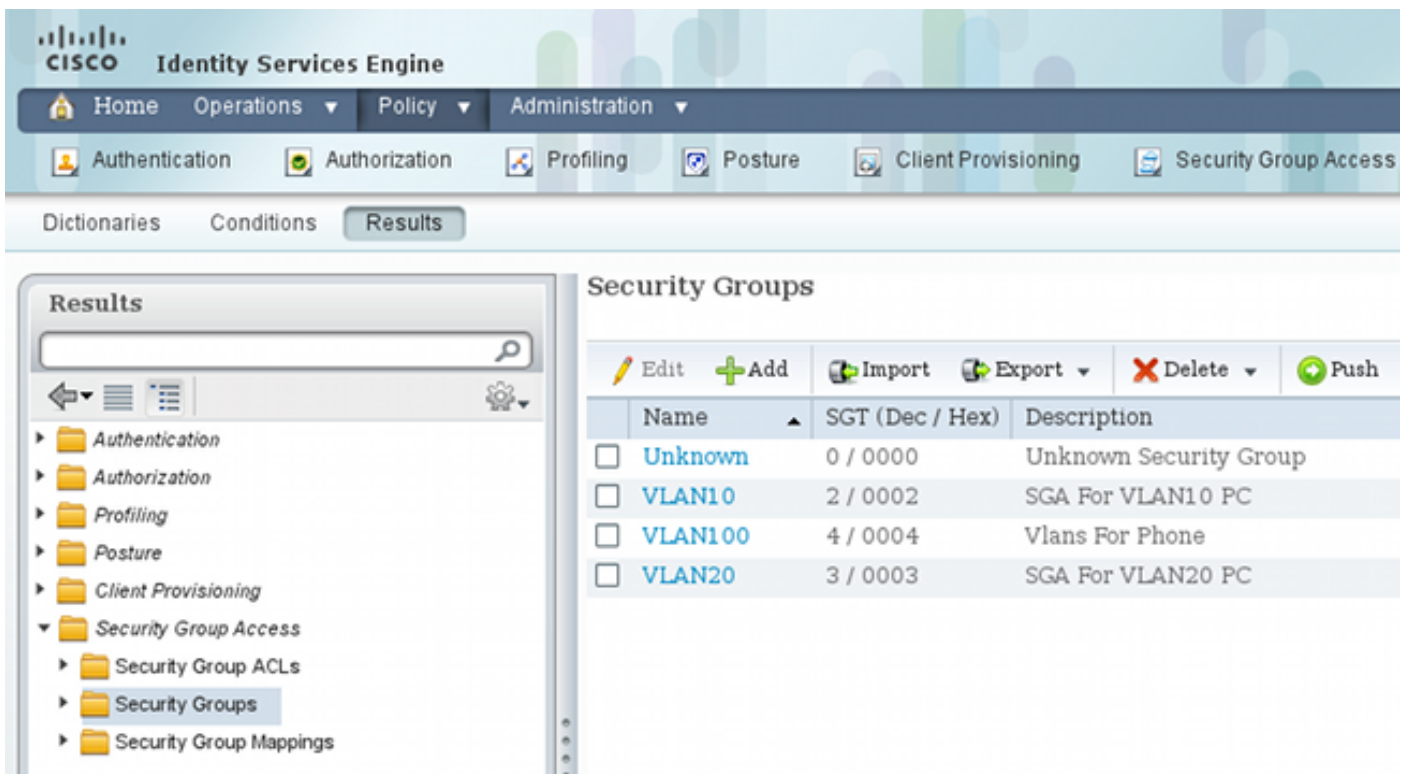 CISCO Identity Services Engine
Home Operations Policy Administration
Authentication Authorization Profiling Posture Client Provisioning Security Group Access
Dictionaries Conditions Results
Results
Authentication
Authorization
Profiling
Posture
Client Provisioning
Security Group Access
Security Group ACLs
Security Groups
Security Group Mappings
Security Groups
Edit Add Import Export Delete Push
Name SGT (Dec / Hex) Description
Unknown 0 / 0000 Unknown Security Group
VLAN10 2 / 0002 SGA For VLAN10 PC
VLAN100 4 / 0004 Vlans For Phone
VLAN20 3 / 0003 SGA For VLAN20 PC